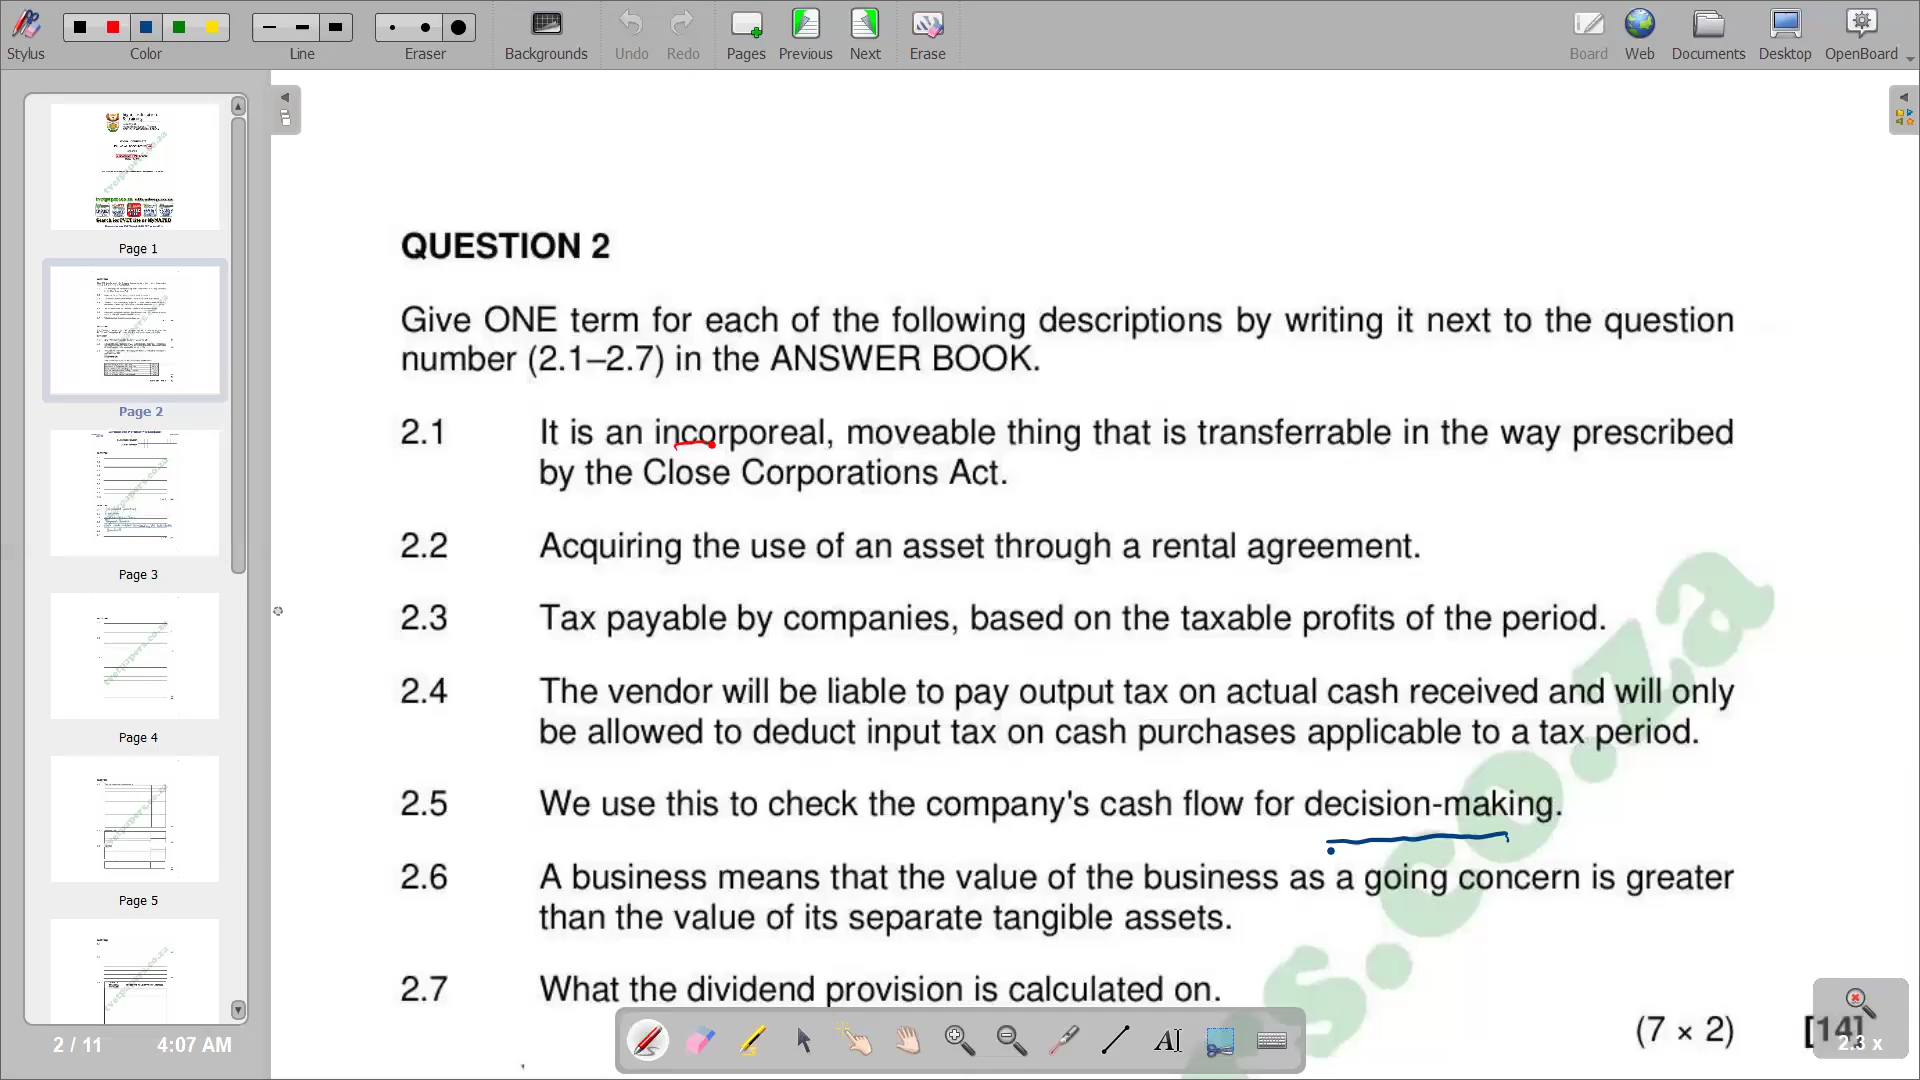 Stylus
Color
Line
Eraser
Backgrounds
Undo
Redo
Pages
Previous
Next
Erase
Board
Web
Documents
Desktop
OpenBoard
Page 1
Page 2
Page 3
Page 4
Page 5
2 / 11
4:07 AM
QUESTION 2
Give ONE term for each of the following descriptions by writing it next to the question
number (2.1–2.7) in the ANSWER BOOK.
2.1 It is an incorporeal, moveable thing that is transferrable in the way prescribed
by the Close Corporations Act.
2.2 Acquiring the use of an asset through a rental agreement.
2.3 Tax payable by companies, based on the taxable profits of the period.
2.4 The vendor will be liable to pay output tax on actual cash received and will only
be allowed to deduct input tax on cash purchases applicable to a tax period.
2.5 We use this to check the company's cash flow for decision-making.
2.6 A business means that the value of the business as a going concern is greater
than the value of its separate tangible assets.
2.7 What the dividend provision is calculated on.
(7 × 2) [14]
2.3 x
s.co.za